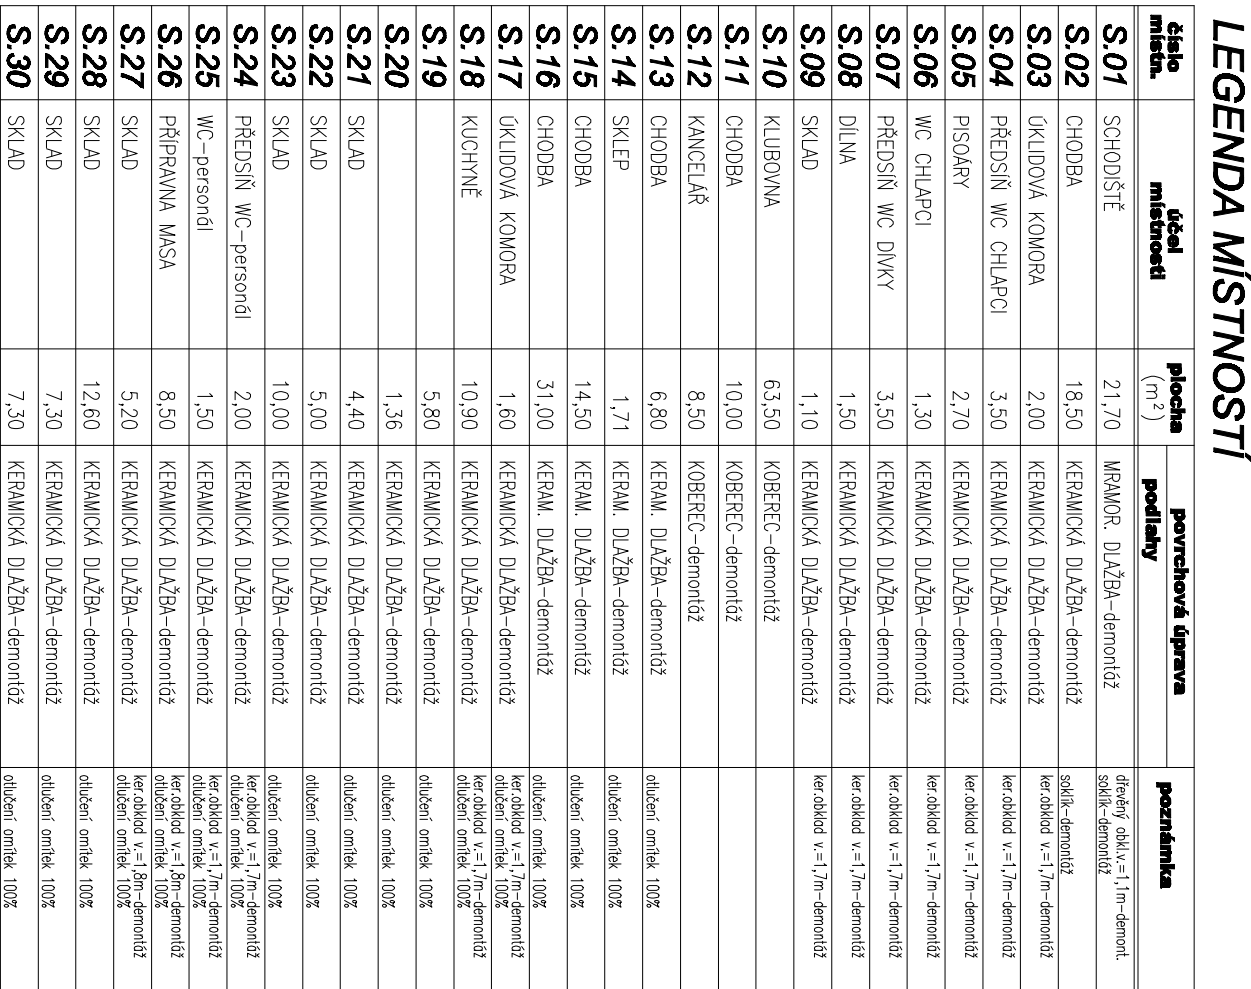 LEGENDA MÍSTNOSTÍ
číslo místn. účel místnosti plocha (m²) povrchová úprava podlahy poznámka
S.01 SCHODIŠTĚ 21,70 MRAMOR. DLAŽBA-demontáž dřevěný obkl.v.=1,1m-demont.
soklík-demontáž
S.02 CHODBA 18,50 KERAMICKÁ DLAŽBA-demontáž soklík-demontáž
S.03 ÚKLIDOVÁ KOMORA 2,00 KERAMICKÁ DLAŽBA-demontáž ker.obklad v.=1,7m-demontáž
S.04 PŘEDSÍŇ WC CHLAPCI 3,50 KERAMICKÁ DLAŽBA-demontáž ker.obklad v.=1,7m-demontáž
S.05 PISOÁRY 2,70 KERAMICKÁ DLAŽBA-demontáž ker.obklad v.=1,7m-demontáž
S.06 WC CHLAPCI 1,30 KERAMICKÁ DLAŽBA-demontáž ker.obklad v.=1,7m-demontáž
S.07 PŘEDSÍŇ WC DÍVKY 3,50 KERAMICKÁ DLAŽBA-demontáž ker.obklad v.=1,7m-demontáž
S.08 DÍLNA 1,50 KERAMICKÁ DLAŽBA-demontáž ker.obklad v.=1,7m-demontáž
S.09 SKLAD 1,10 KERAMICKÁ DLAŽBA-demontáž ker.obklad v.=1,7m-demontáž
S.10 KLUBOVNA 63,50 KOBEREC-demontáž
S.11 CHODBA 10,00 KOBEREC-demontáž
S.12 KANCELÁŘ 8,50 KOBEREC-demontáž
S.13 CHODBA 6,80 KERAM. DLAŽBA-demontáž otlučení omítek 100%
S.14 SKLEP 1,71 KERAM. DLAŽBA-demontáž otlučení omítek 100%
S.15 CHODBA 14,50 KERAM. DLAŽBA-demontáž otlučení omítek 100%
S.16 CHODBA 31,00 KERAM. DLAŽBA-demontáž otlučení omítek 100%
S.17 ÚKLIDOVÁ KOMORA 1,60 KERAMICKÁ DLAŽBA-demontáž ker.obklad v.=1,7m-demontáž
otlučení omítek 100%
S.18 KUCHYNĚ 10,90 KERAMICKÁ DLAŽBA-demontáž ker.obklad v.=1,7m-demontáž
otlučení omítek 100%
S.19 5,80 KERAMICKÁ DLAŽBA-demontáž otlučení omítek 100%
S.20 1,36 KERAMICKÁ DLAŽBA-demontáž otlučení omítek 100%
S.21 SKLAD 4,40 KERAMICKÁ DLAŽBA-demontáž otlučení omítek 100%
S.22 SKLAD 5,00 KERAMICKÁ DLAŽBA-demontáž otlučení omítek 100%
S.23 SKLAD 10,00 KERAMICKÁ DLAŽBA-demontáž otlučení omítek 100%
S.24 PŘEDSÍŇ WC-personál 2,00 KERAMICKÁ DLAŽBA-demontáž ker.obklad v.=1,7m-demontáž
otlučení omítek 100%
S.25 WC-personál 1,50 KERAMICKÁ DLAŽBA-demontáž ker.obklad v.=1,7m-demontáž
otlučení omítek 100%
S.26 PŘÍPRAVNA MASA 8,50 KERAMICKÁ DLAŽBA-demontáž ker.obklad v.=1,8m-demontáž
otlučení omítek 100%
S.27 SKLAD 5,20 KERAMICKÁ DLAŽBA-demontáž ker.obklad v.=1,8m-demontáž
otlučení omítek 100%
S.28 SKLAD 12,60 KERAMICKÁ DLAŽBA-demontáž otlučení omítek 100%
S.29 SKLAD 7,30 KERAMICKÁ DLAŽBA-demontáž otlučení omítek 100%
S.30 SKLAD 7,30 KERAMICKÁ DLAŽBA-demontáž otlučení omítek 100%